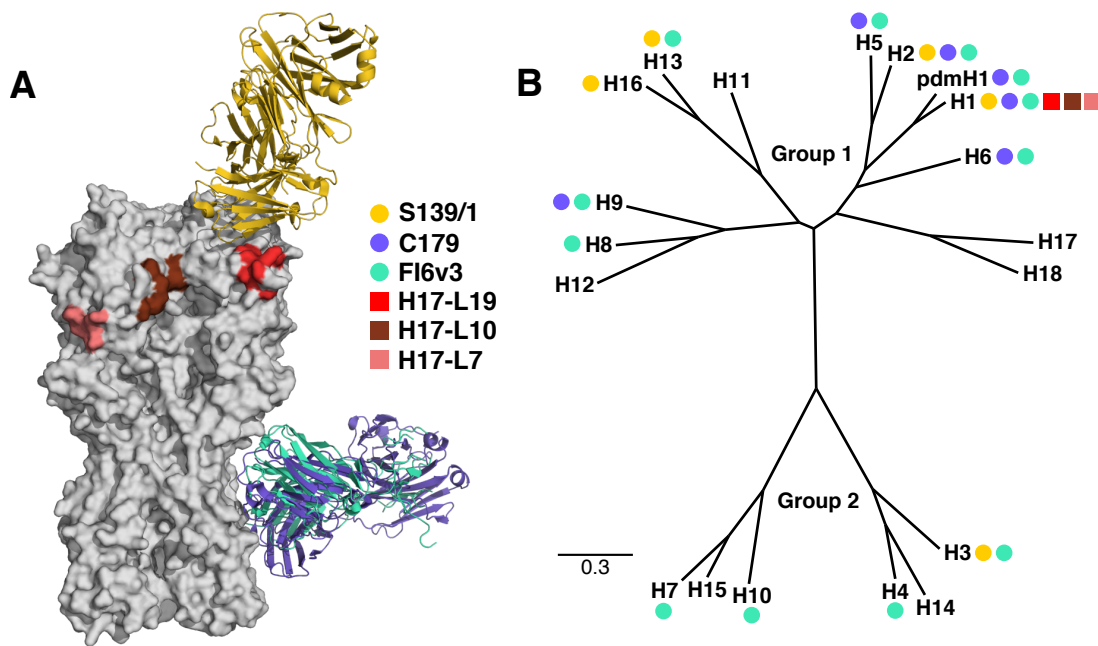 A
S139/1
C179
FI6v3
H17-L19
H17-L10
H17-L7
B
H5
H2
H13
pdmH1
H16
H11
H1
Group 1
H6
H9
H8
H17
H12
H18
Group 2
0.3
H3
H7
H15
H10
H4
H14